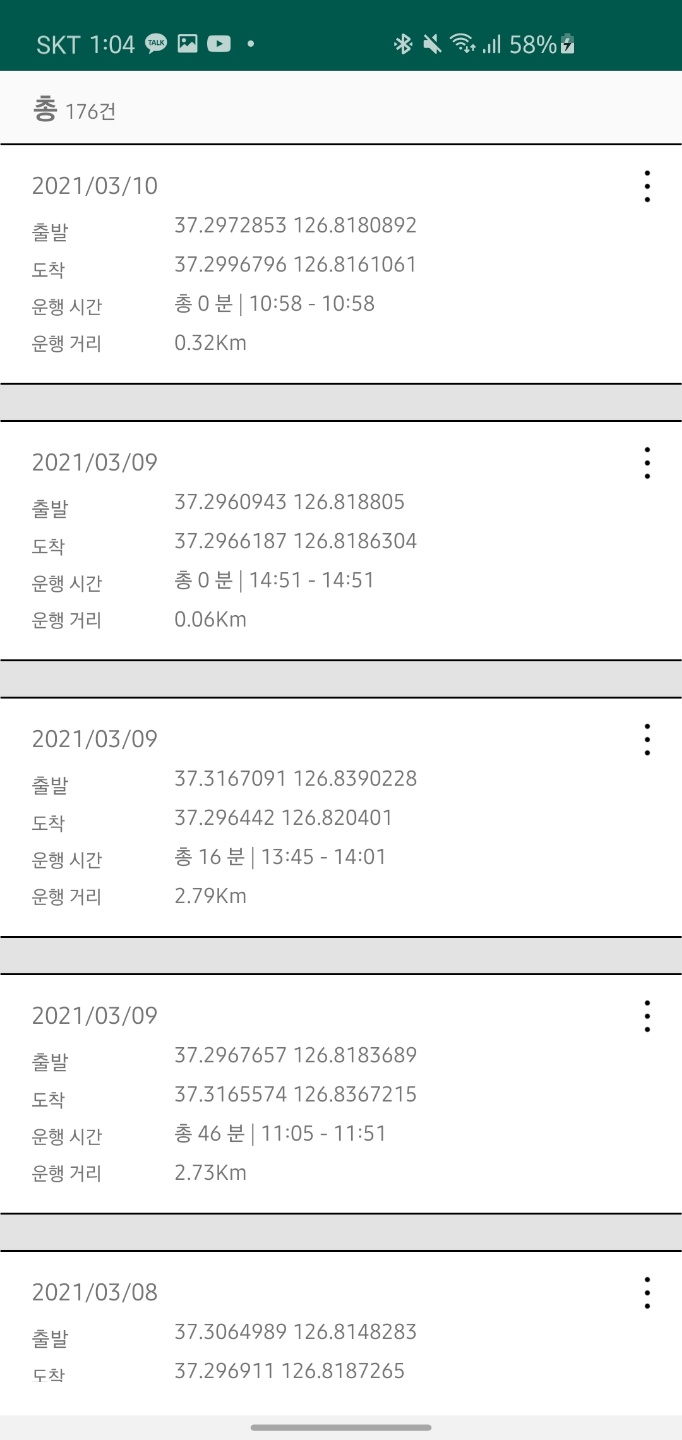 SKT 1:04 TALK 58%
총 176건
2021/03/10
출발 37.2972853 126.8180892
도착 37.2996796 126.8161061
운행 시간 총 0 분 | 10:58 - 10:58
운행 거리 0.32Km
2021/03/09
출발 37.2960943 126.818805
도착 37.2966187 126.8186304
운행 시간 총 0 분 | 14:51 - 14:51
운행 거리 0.06Km
2021/03/09
출발 37.3167091 126.8390228
도착 37.296442 126.820401
운행 시간 총 16 분 | 13:45 - 14:01
운행 거리 2.79Km
2021/03/09
출발 37.2967657 126.8183689
도착 37.3165574 126.8367215
운행 시간 총 46 분 | 11:05 - 11:51
운행 거리 2.73Km
2021/03/08
출발 37.3064989 126.8148283
도착 37.296911 126.8187265